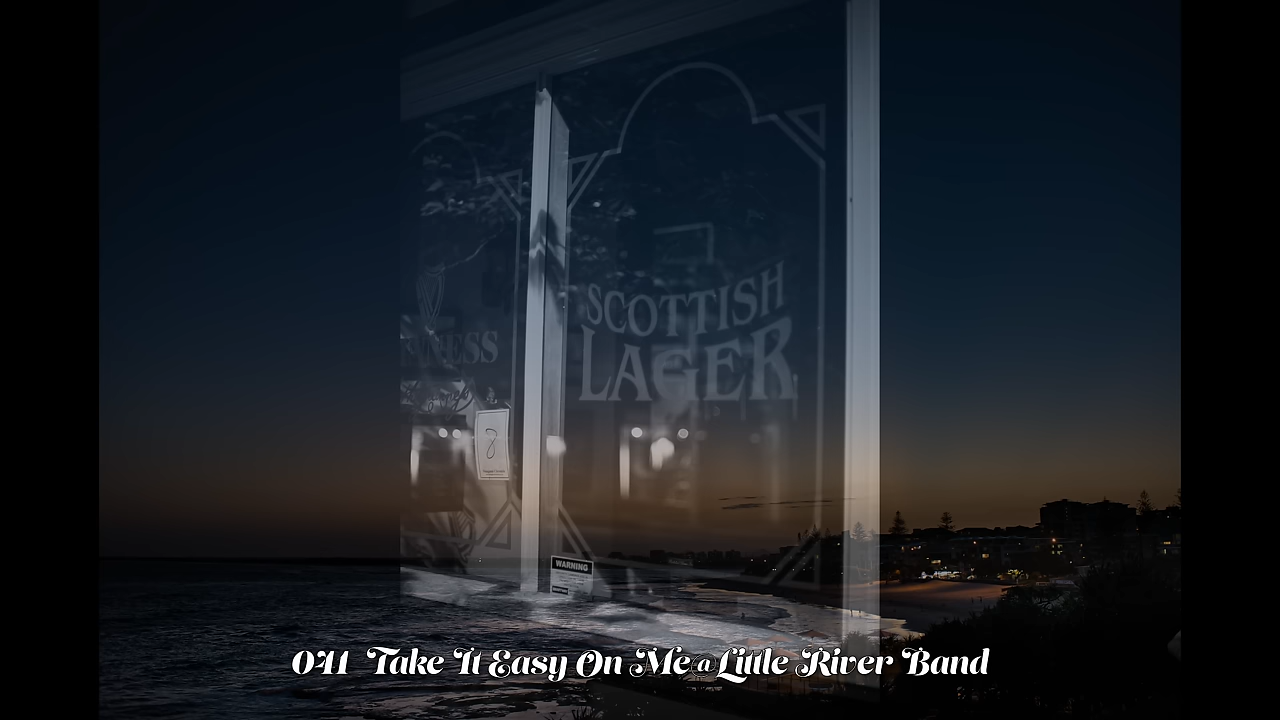 SCOTTISH
LAGER
NESS
WARNING
041 Take It Easy On Me @ Little River Band